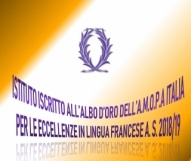 ISTITUTO ISCRITTO ALL'ALBO D'ORO DELL'A.M.O.P.A ITALIA
PER LE ECCELLENZE IN LINGUA FRANCESE A. S. 2018/19